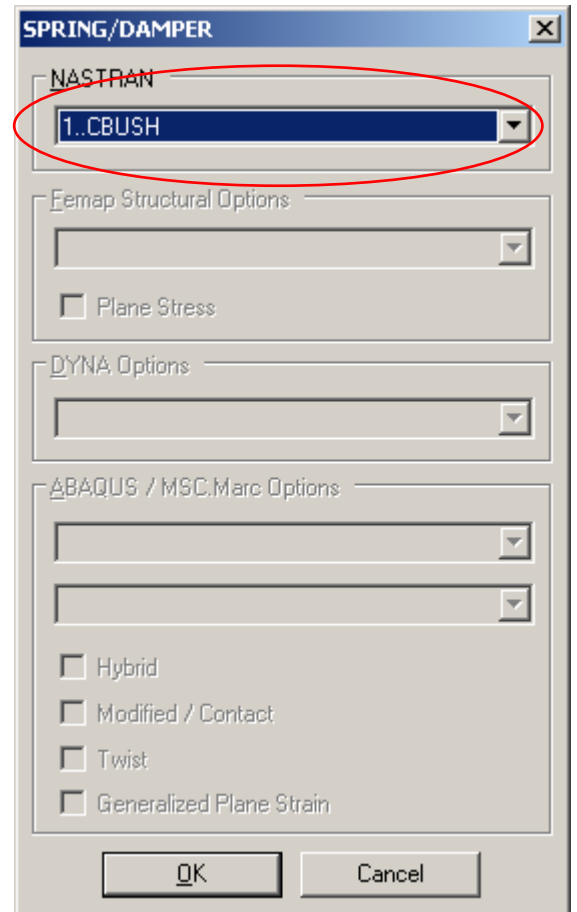 SPRING/DAMPER
NASTRAN
1..CBUSH
Femap Structural Options
Plane Stress
DYNA Options
ABAQUS / MSC.Marc Options
Hybrid
Modified / Contact
Twist
Generalized Plane Strain
OK Cancel